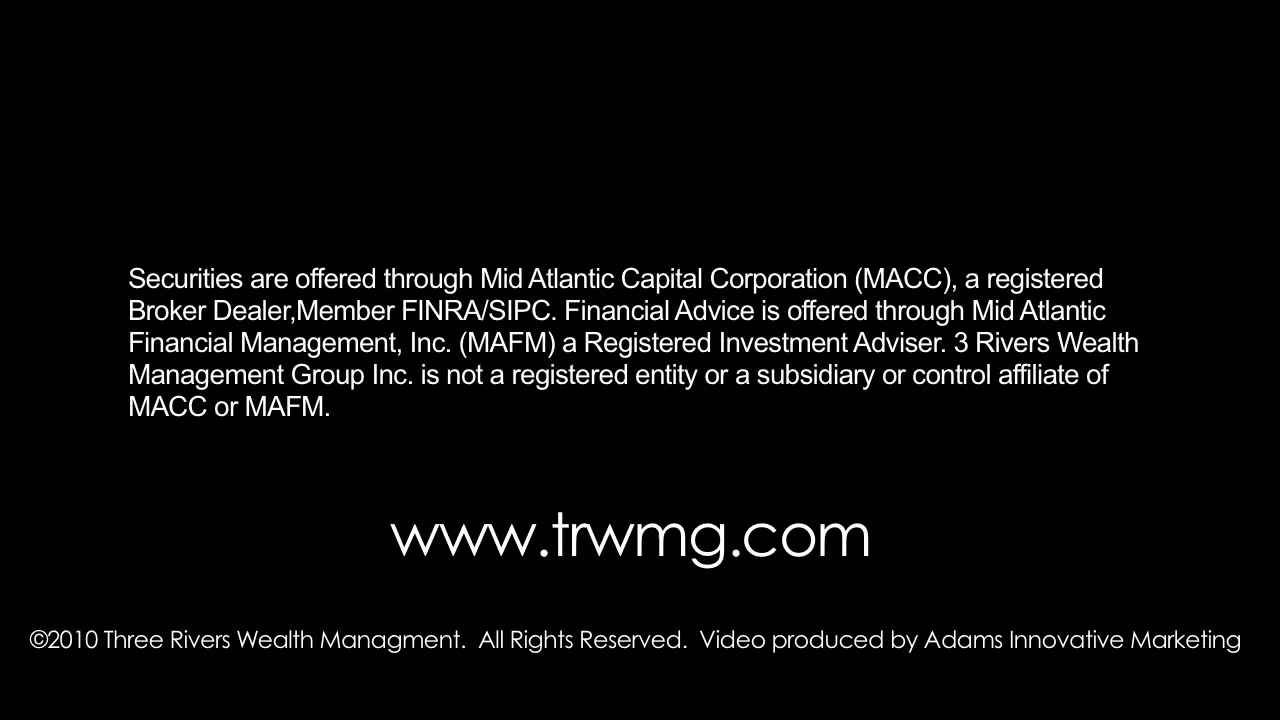 Securities are offered through Mid Atlantic Capital Corporation (MACC), a registered
Broker Dealer,Member FINRA/SIPC. Financial Advice is offered through Mid Atlantic
Financial Management, Inc. (MAFM) a Registered Investment Adviser. 3 Rivers Wealth
Management Group Inc. is not a registered entity or a subsidiary or control affiliate of
MACC or MAFM.
www.trwmg.com
©2010 Three Rivers Wealth Managment.  All Rights Reserved.  Video produced by Adams Innovative Marketing